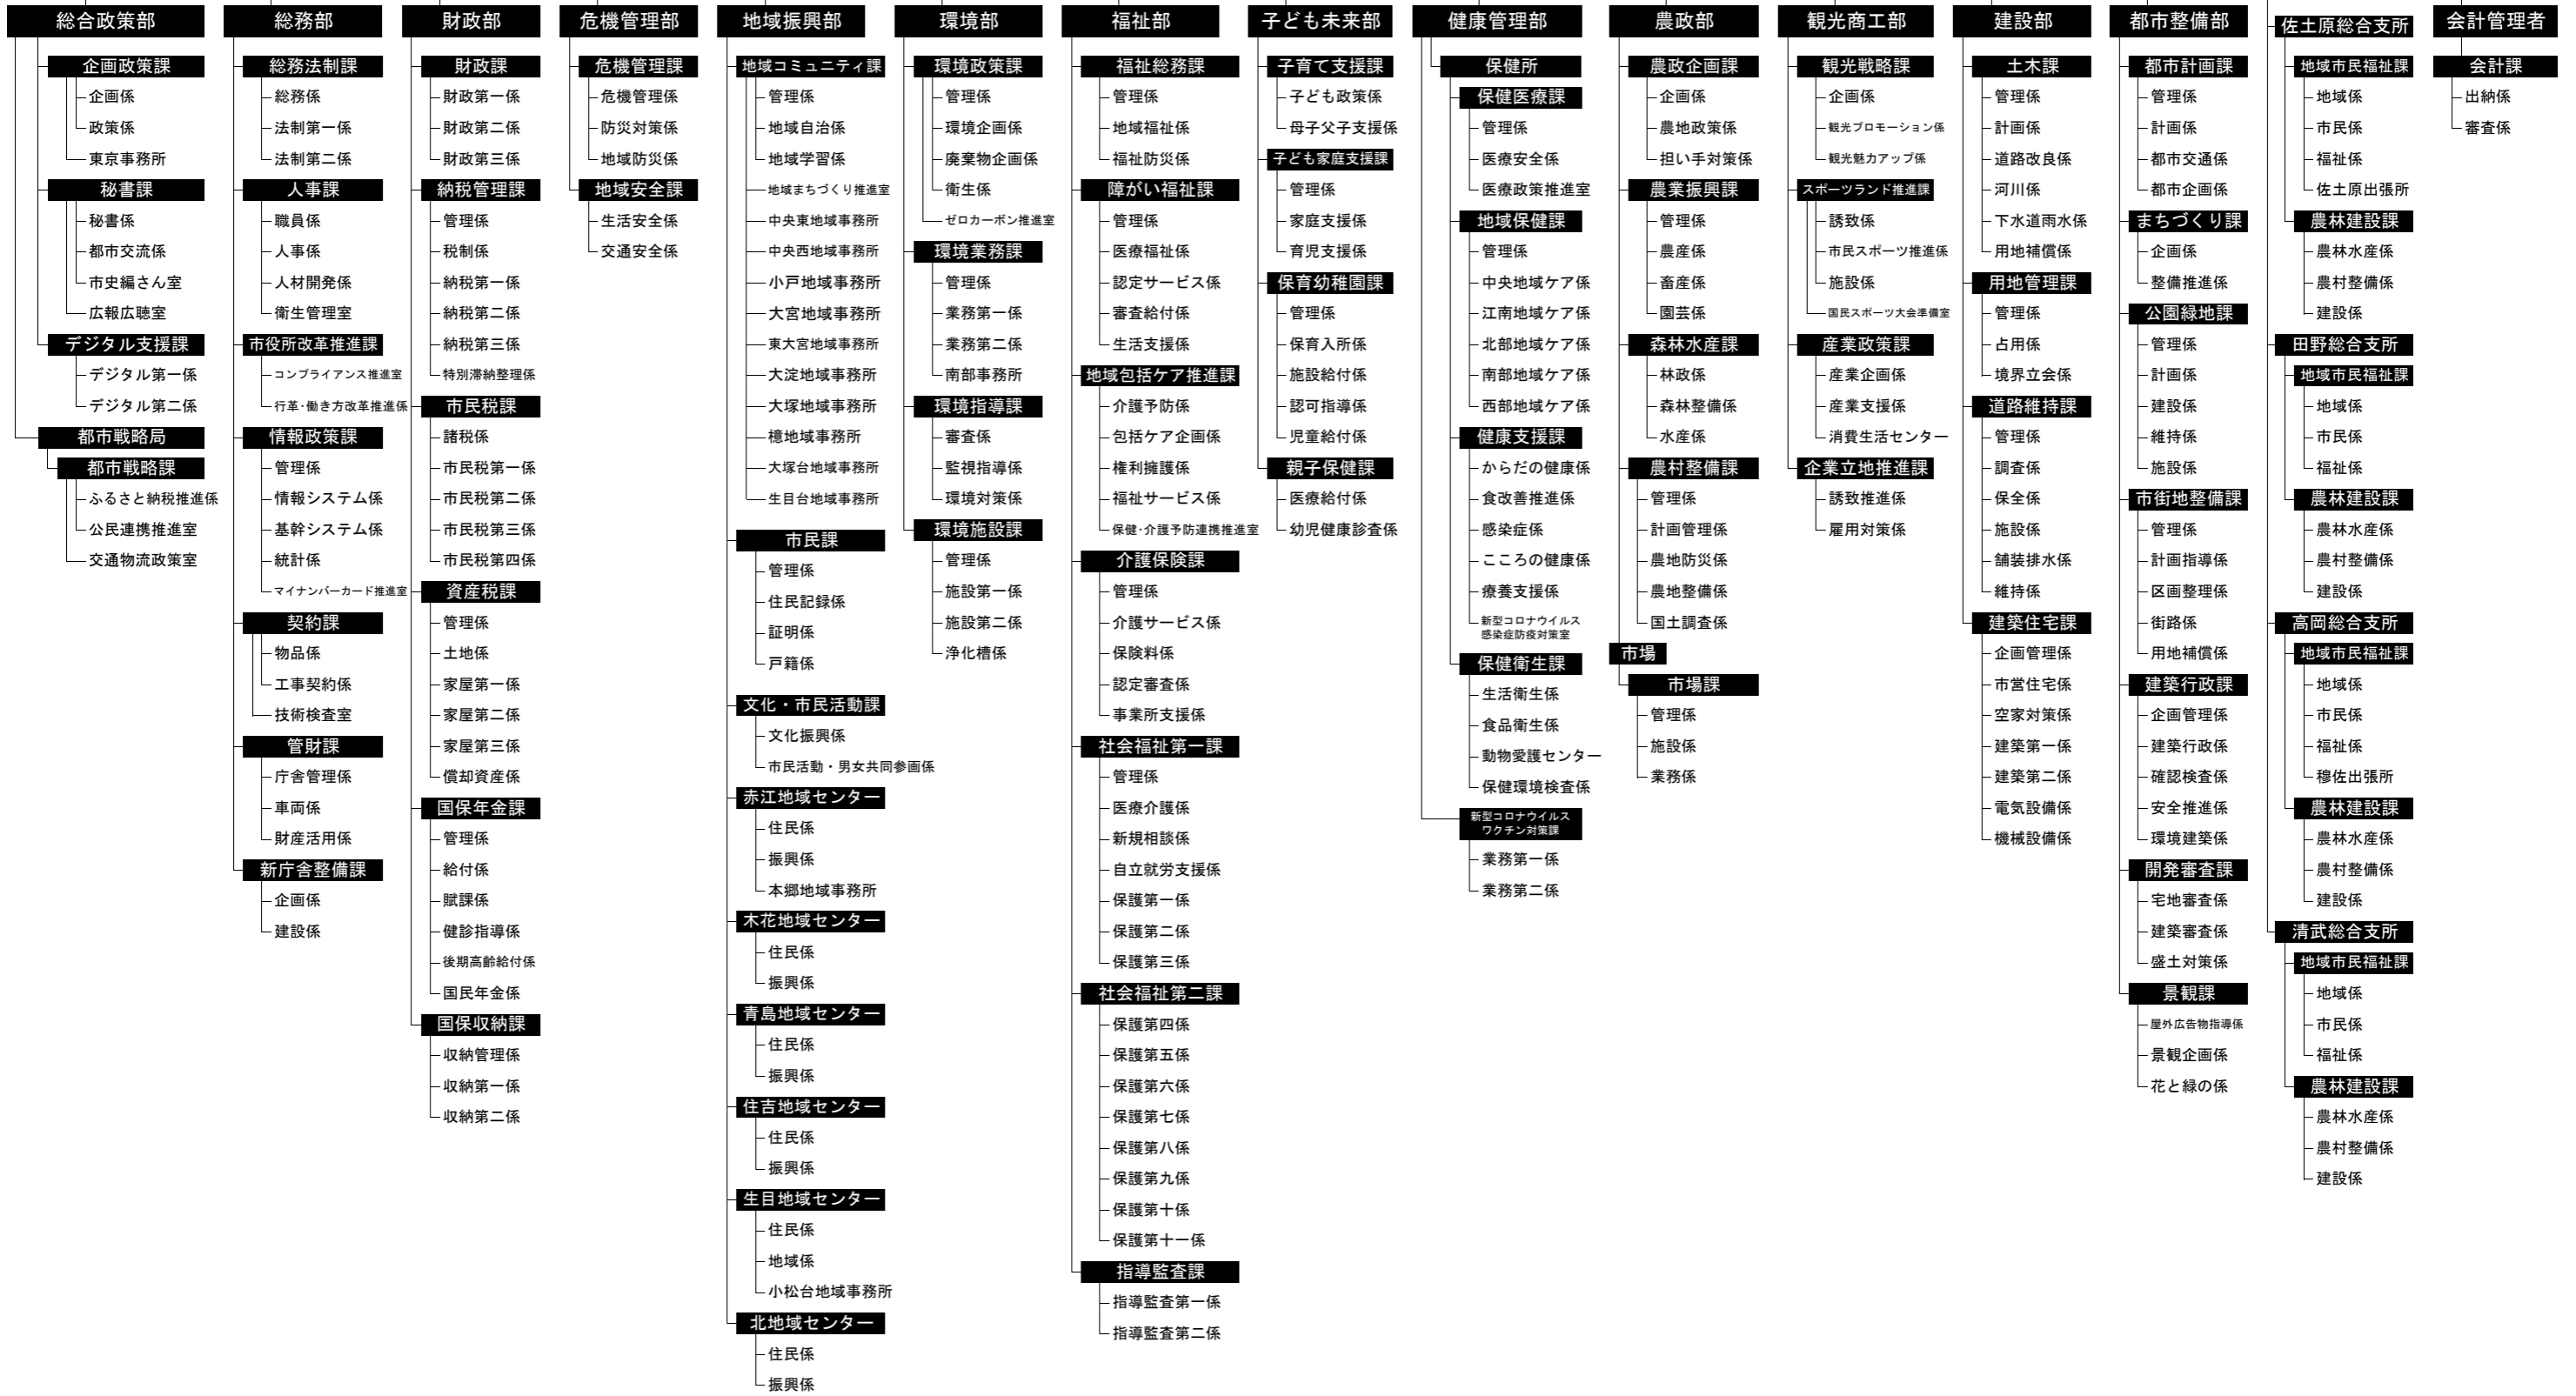 総合政策部
企画政策課
企画係
政策係
東京事務所
秘書課
秘書係
都市交流係
市史編さん室
広報広聴室
デジタル支援課
デジタル第一係
デジタル第二係
都市戦略局
都市戦略課
ふるさと納税推進係
公民連携推進室
交通物流政策室
総務部
総務法制課
総務係
法制第一係
法制第二係
人事課
職員係
人事係
人材開発係
衛生管理室
市役所改革推進課
コンプライアンス推進室
行革・働き方改革推進係
情報政策課
管理係
情報システム係
基幹システム係
統計係
マイナンバーカード推進室
契約課
物品係
工事契約係
技術検査室
管財課
庁舎管理係
車両係
財産活用係
新庁舎整備課
企画係
建設係
財政部
財政課
財政第一係
財政第二係
財政第三係
納税管理課
管理係
税制係
納税第一係
納税第二係
納税第三係
特別滞納整理係
市民税課
諸税係
市民税第一係
市民税第二係
市民税第三係
市民税第四係
資産税課
管理係
土地係
家屋第一係
家屋第二係
家屋第三係
償却資産係
国保年金課
管理係
給付係
賦課係
健診指導係
後期高齢給付係
国民年金係
国保収納課
収納管理係
収納第一係
収納第二係
危機管理部
危機管理課
危機管理係
防災対策係
地域防災係
地域安全課
生活安全係
交通安全係
地域振興部
地域コミュニティ課
管理係
地域自治係
地域学習係
地域まちづくり推進室
中央東地域事務所
中央西地域事務所
小戸地域事務所
大宮地域事務所
東大宮地域事務所
大淀地域事務所
大塚地域事務所
檍地域事務所
大塚台地域事務所
生目台地域事務所
市民課
管理係
住民記録係
証明係
戸籍係
文化・市民活動課
文化振興係
市民活動・男女共同参画係
赤江地域センター
住民係
振興係
本郷地域事務所
木花地域センター
住民係
振興係
青島地域センター
住民係
振興係
住吉地域センター
住民係
振興係
生目地域センター
住民係
地域係
小松台地域事務所
北地域センター
住民係
振興係
環境部
環境政策課
管理係
環境企画係
廃棄物企画係
衛生係
ゼロカーボン推進室
環境業務課
管理係
業務第一係
業務第二係
南部事務所
環境指導課
審査係
監視指導係
環境対策係
環境施設課
管理係
施設第一係
施設第二係
浄化槽係
福祉部
福祉総務課
管理係
地域福祉係
福祉防災係
障がい福祉課
管理係
医療福祉係
認定サービス係
審査給付係
生活支援係
地域包括ケア推進課
介護予防係
包括ケア企画係
権利擁護係
福祉サービス係
保健・介護予防連携推進室
介護保険課
管理係
介護サービス係
保険料係
認定審査係
事業所支援係
社会福祉第一課
管理係
医療介護係
新規相談係
自立就労支援係
保護第一係
保護第二係
保護第三係
社会福祉第二課
保護第四係
保護第五係
保護第六係
保護第七係
保護第八係
保護第九係
保護第十係
保護第十一係
指導監査課
指導監査第一係
指導監査第二係
子ども未来部
子育て支援課
子ども政策係
母子父子支援係
子ども家庭支援課
管理係
家庭支援係
育児支援係
保育幼稚園課
管理係
保育入所係
施設給付係
認可指導係
児童給付係
親子保健課
医療給付係
幼児健康診査係
健康管理部
保健所
保健医療課
管理係
医療安全係
医療政策推進室
地域保健課
管理係
中央地域ケア係
江南地域ケア係
北部地域ケア係
南部地域ケア係
西部地域ケア係
健康支援課
からだの健康係
食改善推進係
感染症係
こころの健康係
療養支援係
新型コロナウイルス
感染症防疫対策室
保健衛生課
生活衛生係
食品衛生係
動物愛護センター
保健環境検査係
新型コロナウイルス
ワクチン対策課
業務第一係
業務第二係
農政部
農政企画課
企画係
農地政策係
担い手対策係
農業振興課
管理係
農産係
畜産係
園芸係
森林水産課
林政係
森林整備係
水産係
農村整備課
管理係
計画管理係
農地防災係
農地整備係
国土調査係
市場
市場課
管理係
施設係
業務係
観光商工部
観光戦略課
企画係
観光プロモーション係
観光魅力アップ係
スポーツランド推進課
誘致係
市民スポーツ推進係
施設係
国民スポーツ大会準備室
産業政策課
産業企画係
産業支援係
消費生活センター
企業立地推進課
誘致推進係
雇用対策係
建設部
土木課
管理係
計画係
道路改良係
河川係
下水道雨水係
用地補償係
用地管理課
管理係
占用係
境界立会係
道路維持課
管理係
調査係
保全係
施設係
舗装排水係
維持係
建築住宅課
企画管理係
市営住宅係
空家対策係
建築第一係
建築第二係
電気設備係
機械設備係
都市整備部
都市計画課
管理係
計画係
都市交通係
都市企画係
まちづくり課
企画係
整備推進係
公園緑地課
管理係
計画係
建設係
維持係
施設係
市街地整備課
管理係
計画指導係
区画整理係
街路係
用地補償係
建築行政課
企画管理係
建築行政係
確認検査係
安全推進係
環境建築係
開発審査課
宅地審査係
建築審査係
盛土対策係
景観課
屋外広告物指導係
景観企画係
花と緑の係
佐土原総合支所
地域市民福祉課
地域係
市民係
福祉係
佐土原出張所
農林建設課
農林水産係
農村整備係
建設係
田野総合支所
地域市民福祉課
地域係
市民係
福祉係
農林建設課
農林水産係
農村整備係
建設係
高岡総合支所
地域市民福祉課
地域係
市民係
福祉係
穆佐出張所
農林建設課
農林水産係
農村整備係
建設係
清武総合支所
地域市民福祉課
地域係
市民係
福祉係
農林建設課
農林水産係
農村整備係
建設係
会計管理者
会計課
出納係
審査係